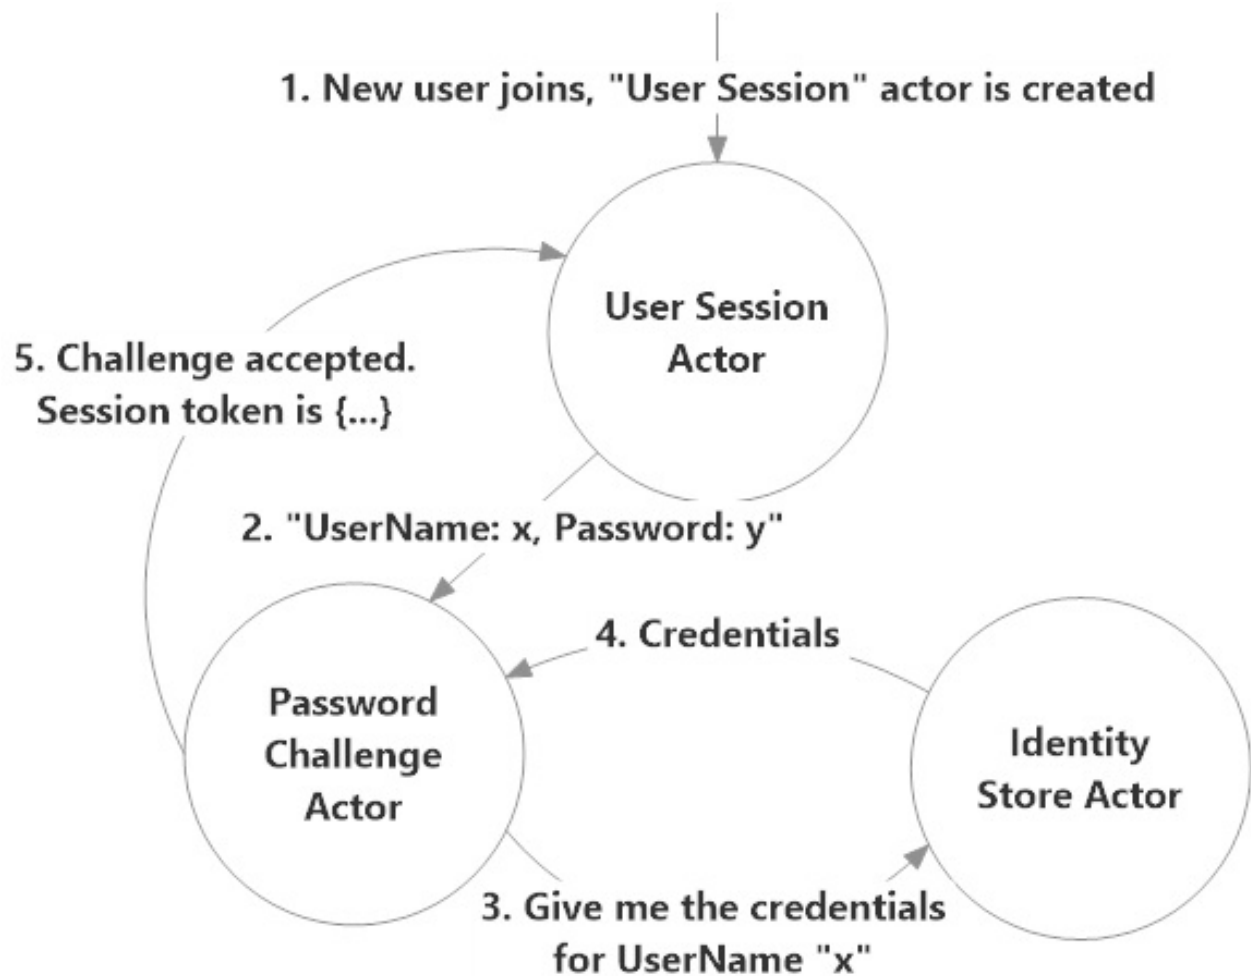 1. New user joins, "User Session" actor is created
User Session
Actor
5. Challenge accepted.
Session token is {...}
2. "UserName: x, Password: y"
4. Credentials
Password
Challenge
Actor
Identity
Store Actor
3. Give me the credentials
for UserName "x"